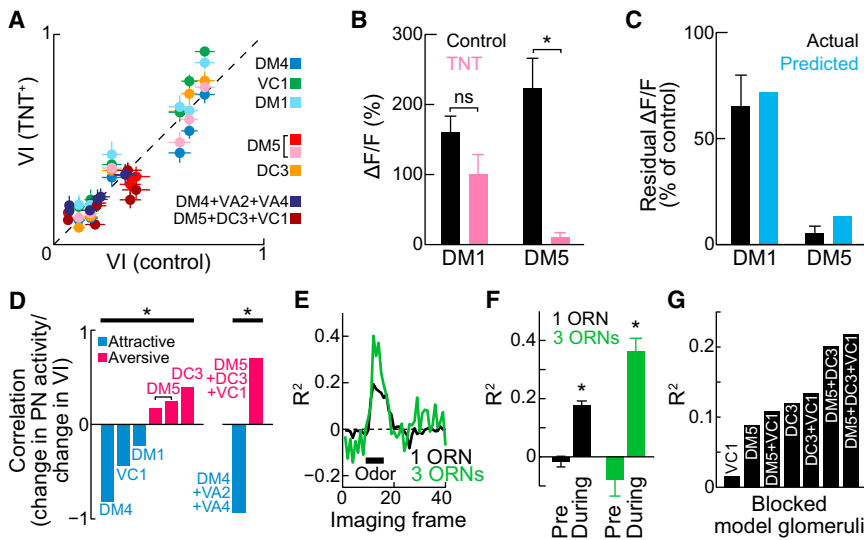 A
1
VI (TNT+)
0
VI (control)
1
DM4
VC1
DM1
DM5
DC3
DM4+VA2+VA4
DM5+DC3+VC1
B
Control
TNT
ΔF/F (%)
300
200
100
0
ns
*
DM1
DM5
C
Actual
Predicted
Residual ΔF/F
(% of control)
100
50
0
DM1
DM5
D
Correlation
(change in PN activity/
change in VI)
1
0
−1
*
*
Attractive
Aversive
DM4
VC1
DM1
DM5
DC3
DM5
+DC3
+VC1
DM4
+VA2
+VA4
E
R²
0.4
0.2
0
−0.2
Odor
1 ORN
3 ORNs
0
20
40
Imaging frame
F
1 ORN
3 ORNs
R²
0.4
0.2
0
*
*
Pre
During
Pre
During
G
R²
0.2
0.1
0
VC1
DM5
DM5+VC1
DC3
DC3+VC1
DM5+DC3
DM5+DC3+VC1
Blocked
model glomeruli